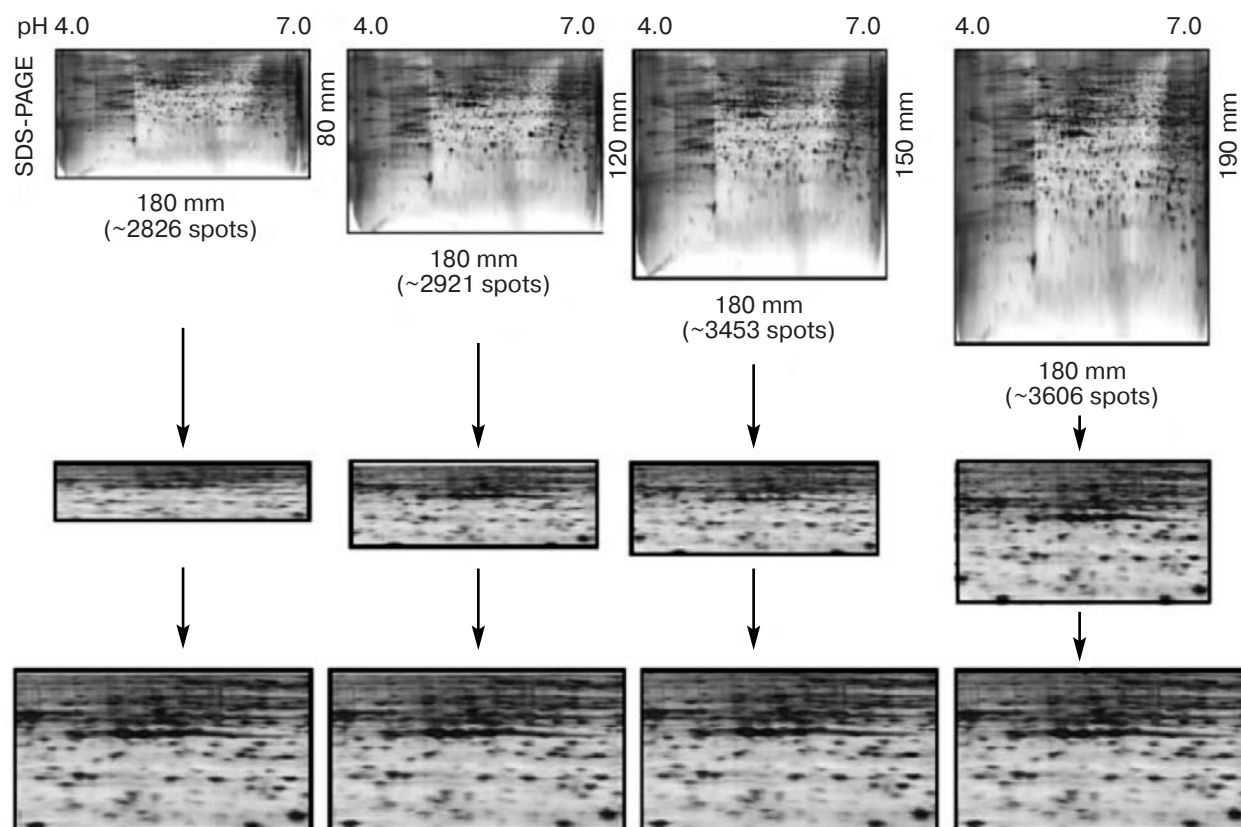 pH 4.0 7.0 4.0 7.0 4.0 7.0 4.0 7.0
SDS-PAGE
80 mm
120 mm
150 mm
190 mm
180 mm
(~2826 spots)
180 mm
(~2921 spots)
180 mm
(~3453 spots)
180 mm
(~3606 spots)